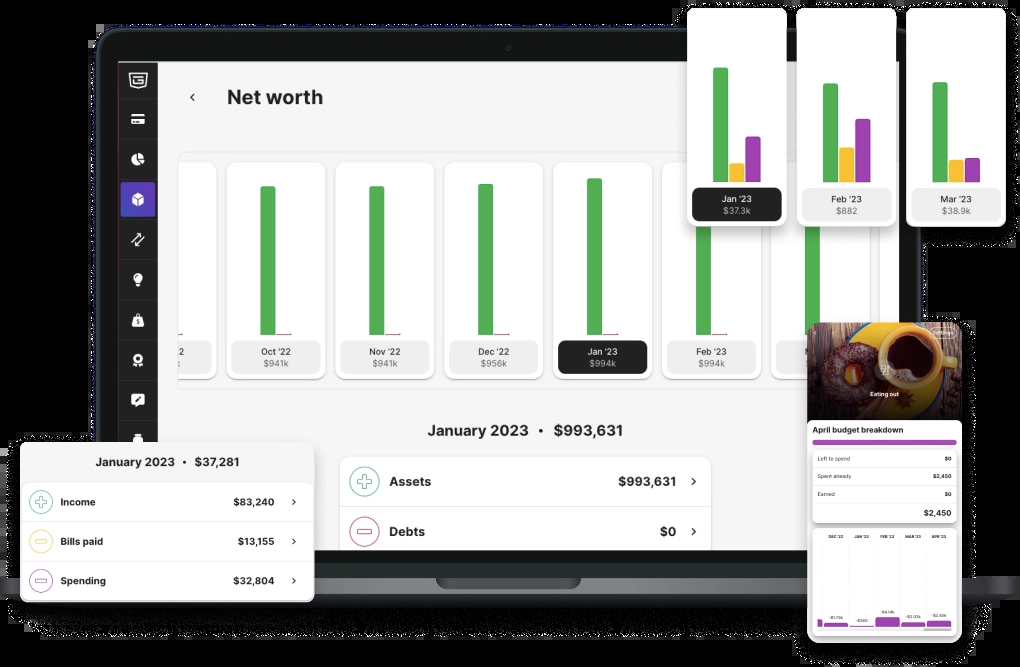 Net worth
2
k
Oct '22
$941k
Nov '22
$941k
Dec '22
$956k
Jan '23
$994k
Feb '23
$994k
January 2023 • $993,631
Assets
$993,631
Debts
$0
Jan '23
$37.3k
Feb '23
$882
Mar '23
$38.9k
January 2023 • $37,281
Income
$83,240
Bills paid
$13,155
Spending
$32,804
Eating out
April budget breakdown
Left to spend
$0
Spent already
$2,450
Earned
$0
$2,450
DEC '22
JAN '23
FEB '23
MAR '23
APR '23